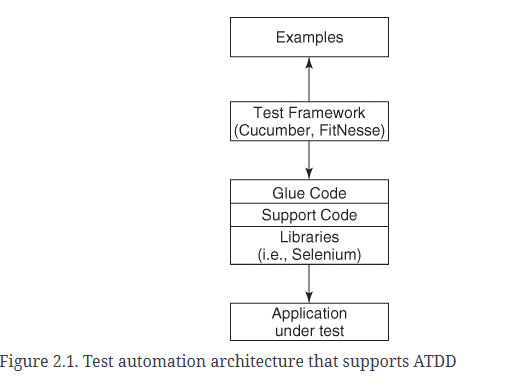 Examples
Test Framework
(Cucumber, FitNesse)
Glue Code
Support Code
Libraries
(i.e., Selenium)
Application
under test
Figure 2.1. Test automation architecture that supports ATDD